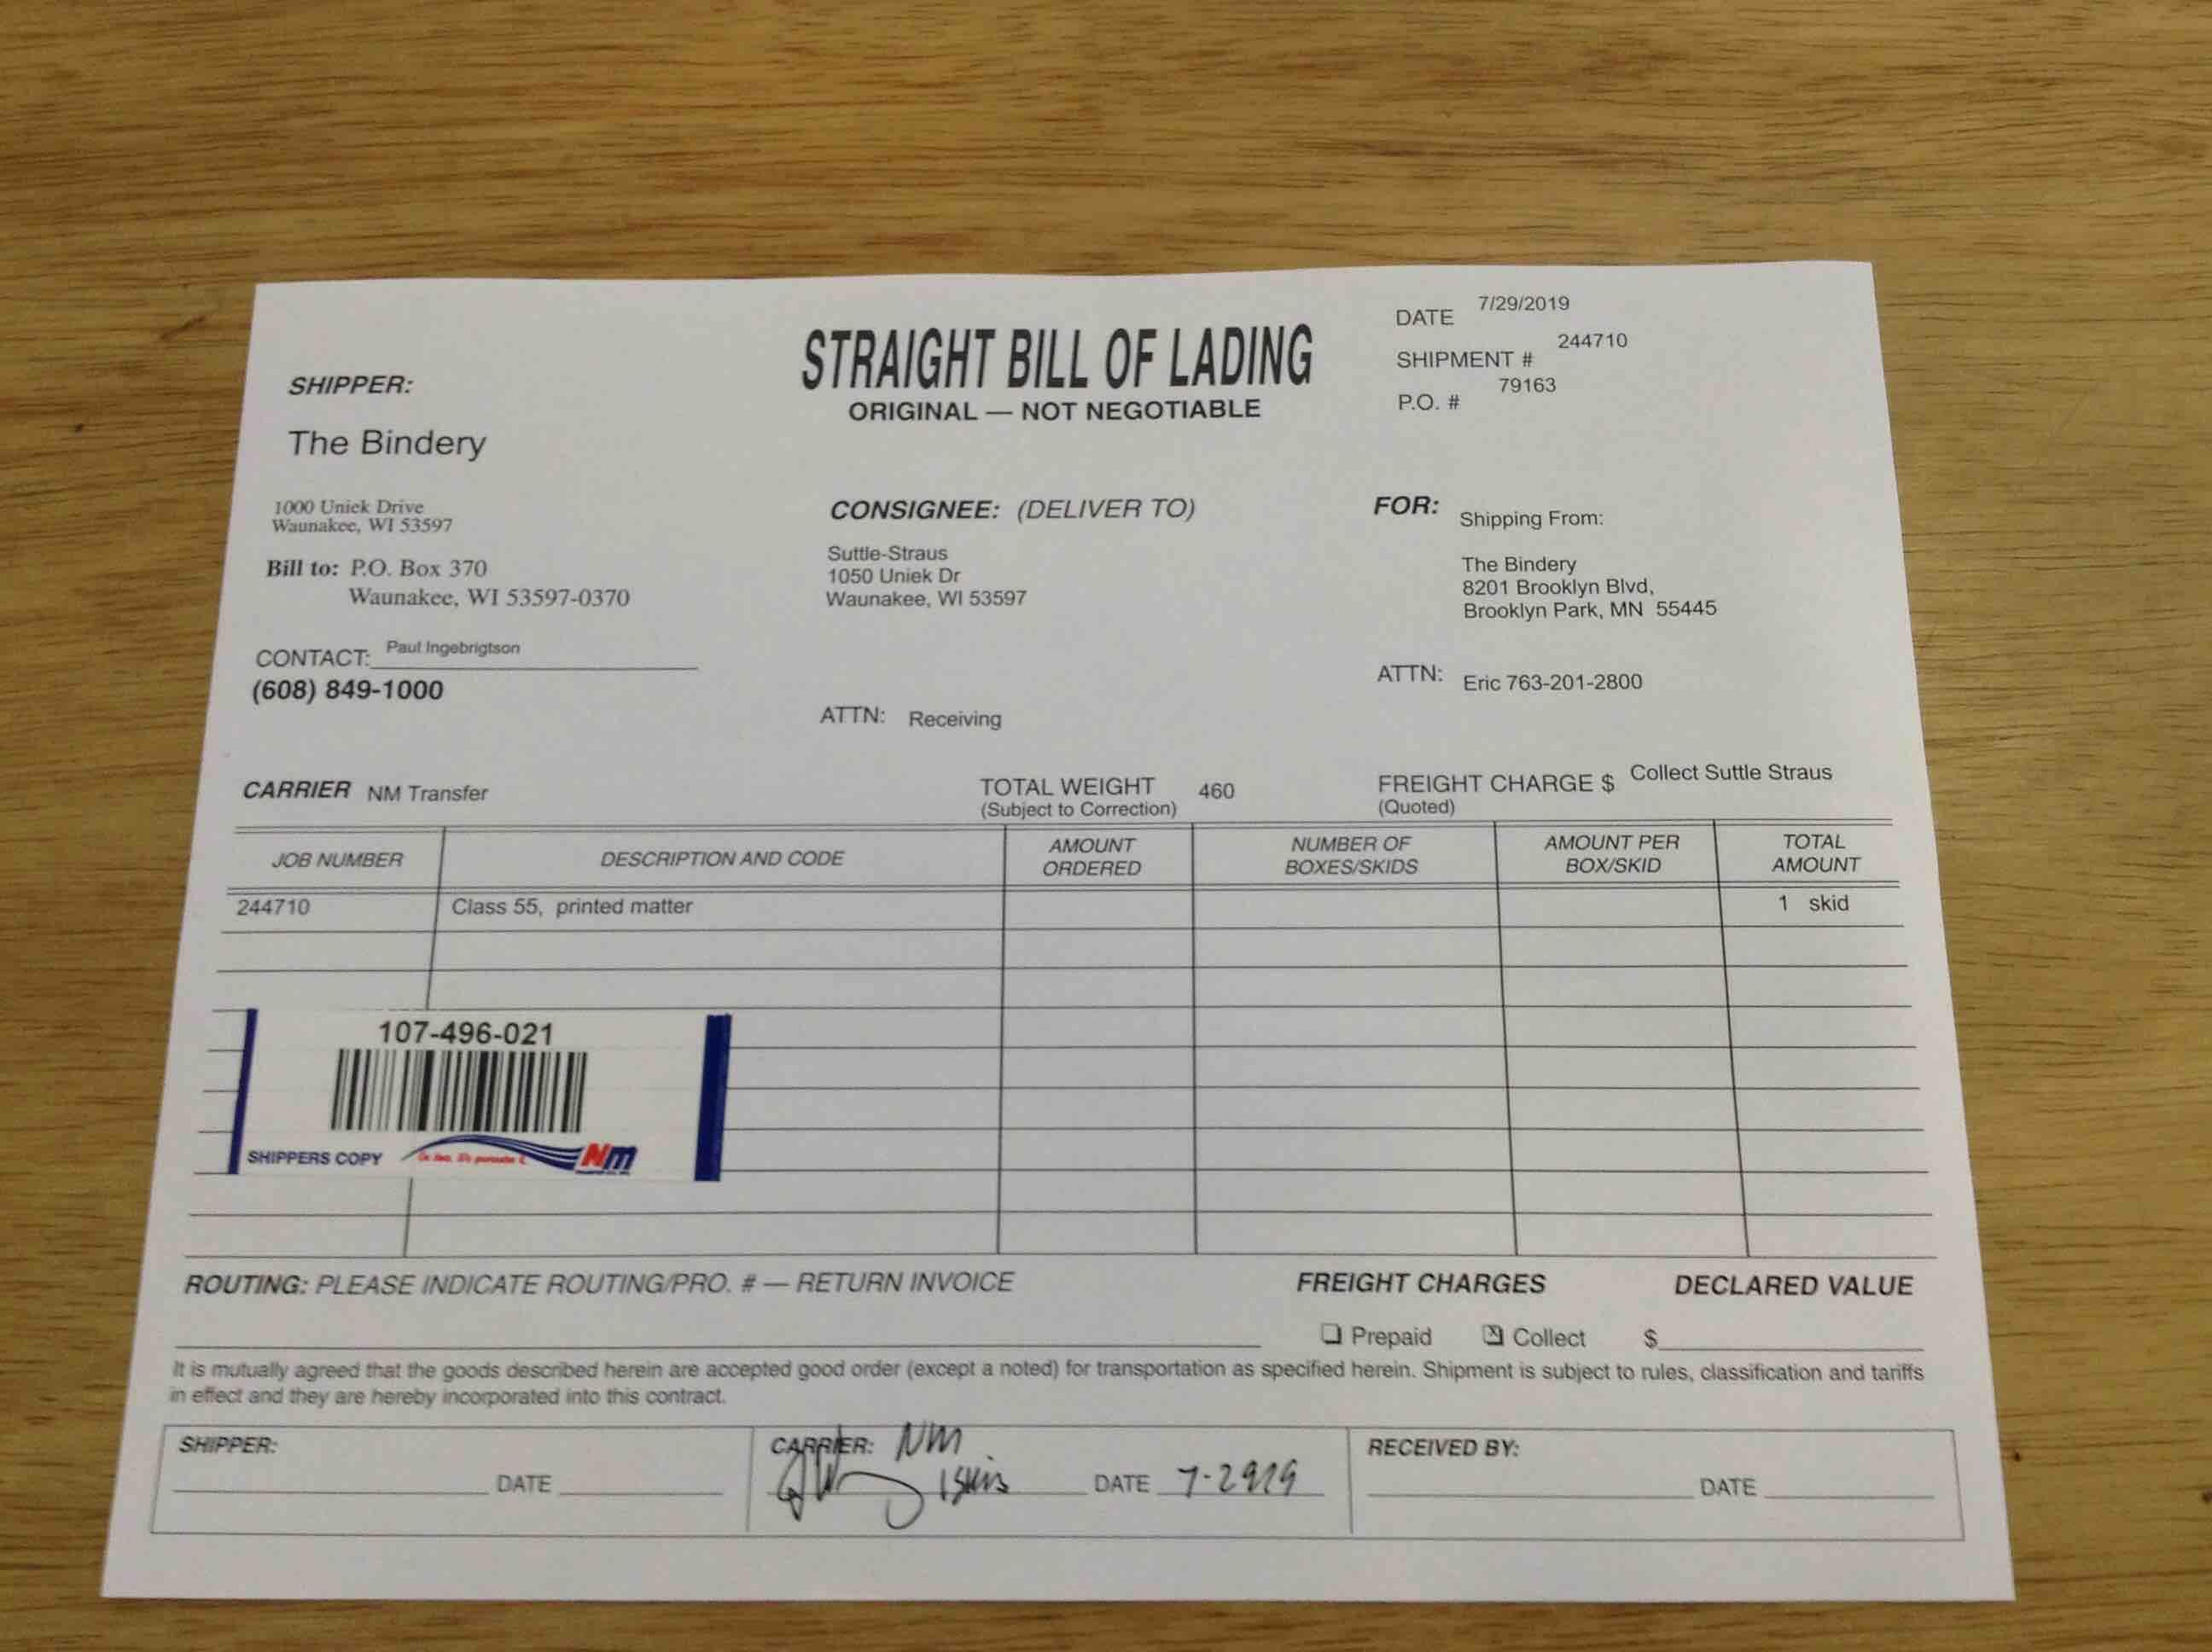 DATE 7/29/2019
SHIPMENT # 244710
P.O. # 79163
STRAIGHT BILL OF LADING
ORIGINAL — NOT NEGOTIABLE
SHIPPER:
The Bindery
1000 Uniek Drive
Waunakee, WI 53597
Bill to: P.O. Box 370
Waunakee, WI 53597-0370
CONTACT: Paul Ingebrigtson
(608) 849-1000
CONSIGNEE: (DELIVER TO)
Suttle-Straus
1050 Uniek Dr
Waunakee, WI 53597
ATTN: Receiving
FOR: Shipping From:
The Bindery
8201 Brooklyn Blvd,
Brooklyn Park, MN 55445
ATTN: Eric 763-201-2800
CARRIER NM Transfer
TOTAL WEIGHT 460
(Subject to Correction)
FREIGHT CHARGE $ Collect Suttle Straus
(Quoted)
JOB NUMBER DESCRIPTION AND CODE AMOUNT ORDERED NUMBER OF BOXES/SKIDS AMOUNT PER BOX/SKID TOTAL AMOUNT
244710 Class 55, printed matter 1 skid
107-496-021
SHIPPERS COPY Nm
ROUTING: PLEASE INDICATE ROUTING/PRO. # — RETURN INVOICE
FREIGHT CHARGES DECLARED VALUE
Prepaid Collect $
It is mutually agreed that the goods described herein are accepted good order (except a noted) for transportation as specified herein. Shipment is subject to rules, classification and tariffs
in effect and they are hereby incorporated into this contract.
SHIPPER: CARRIER: NM RECEIVED BY:
DATE DATE 7-2919 DATE